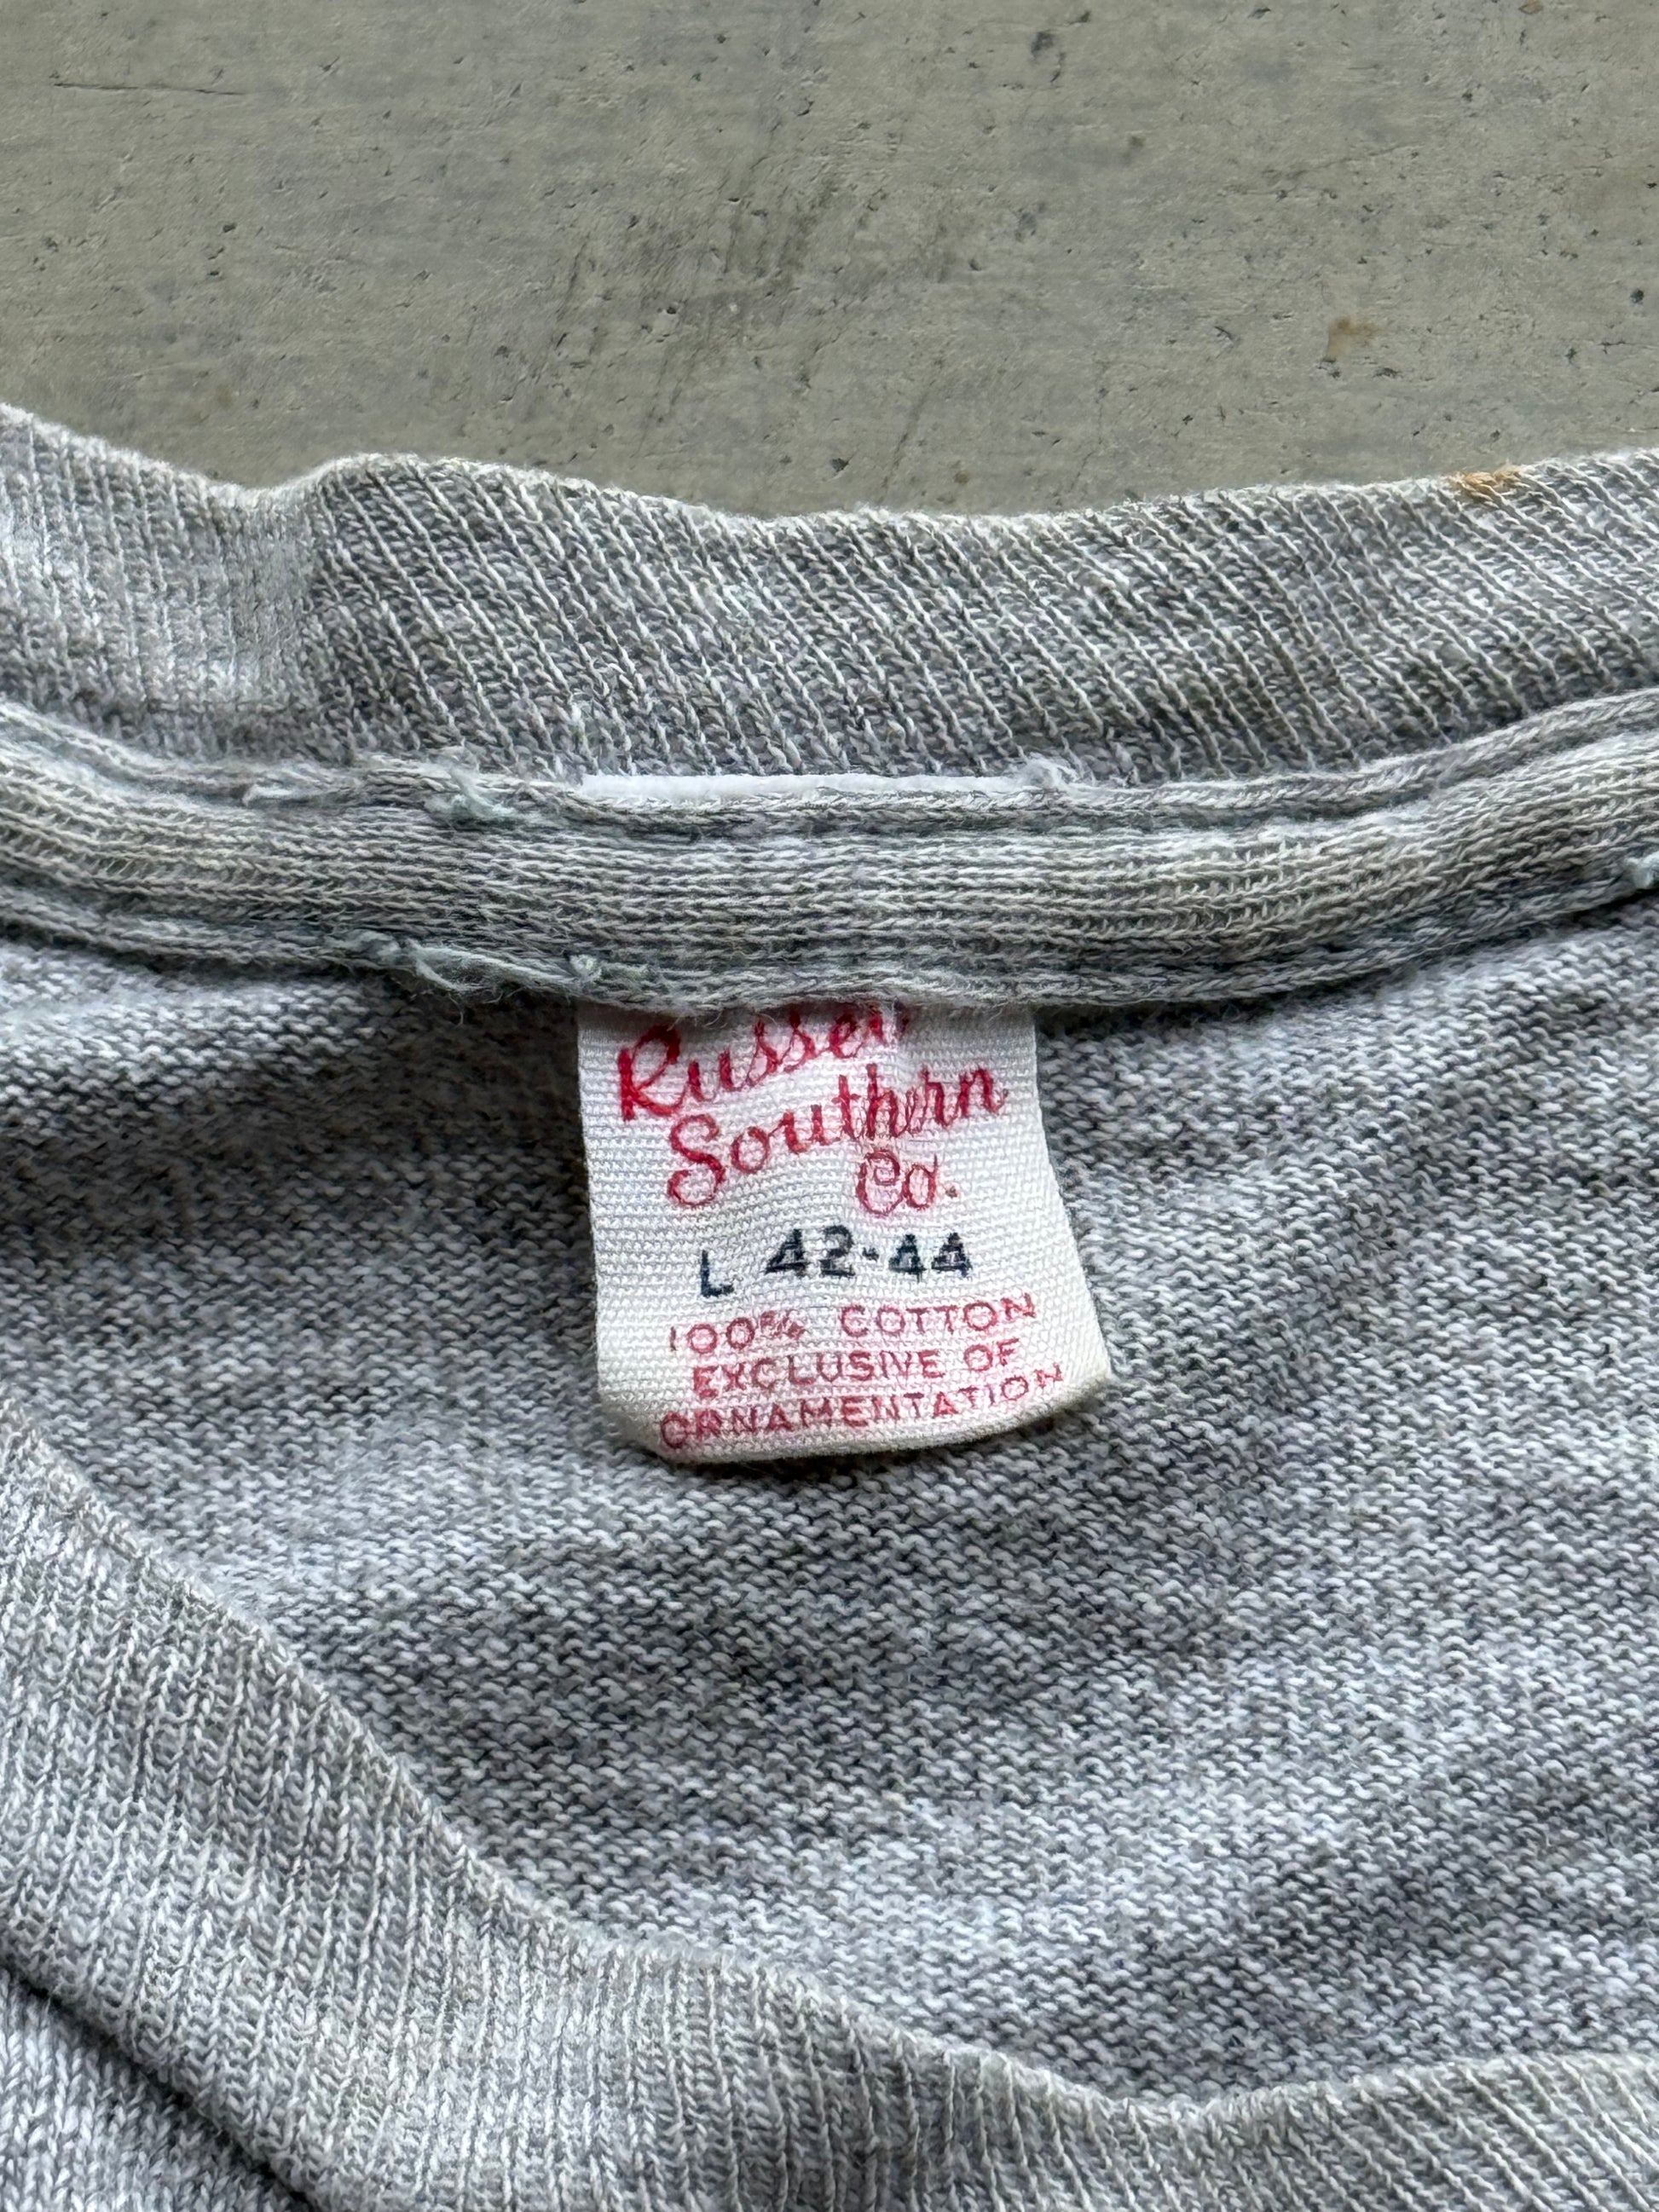 Russell
Southern
Co.
L 42-44
100% COTTON
EXCLUSIVE OF
ORNAMENTATION